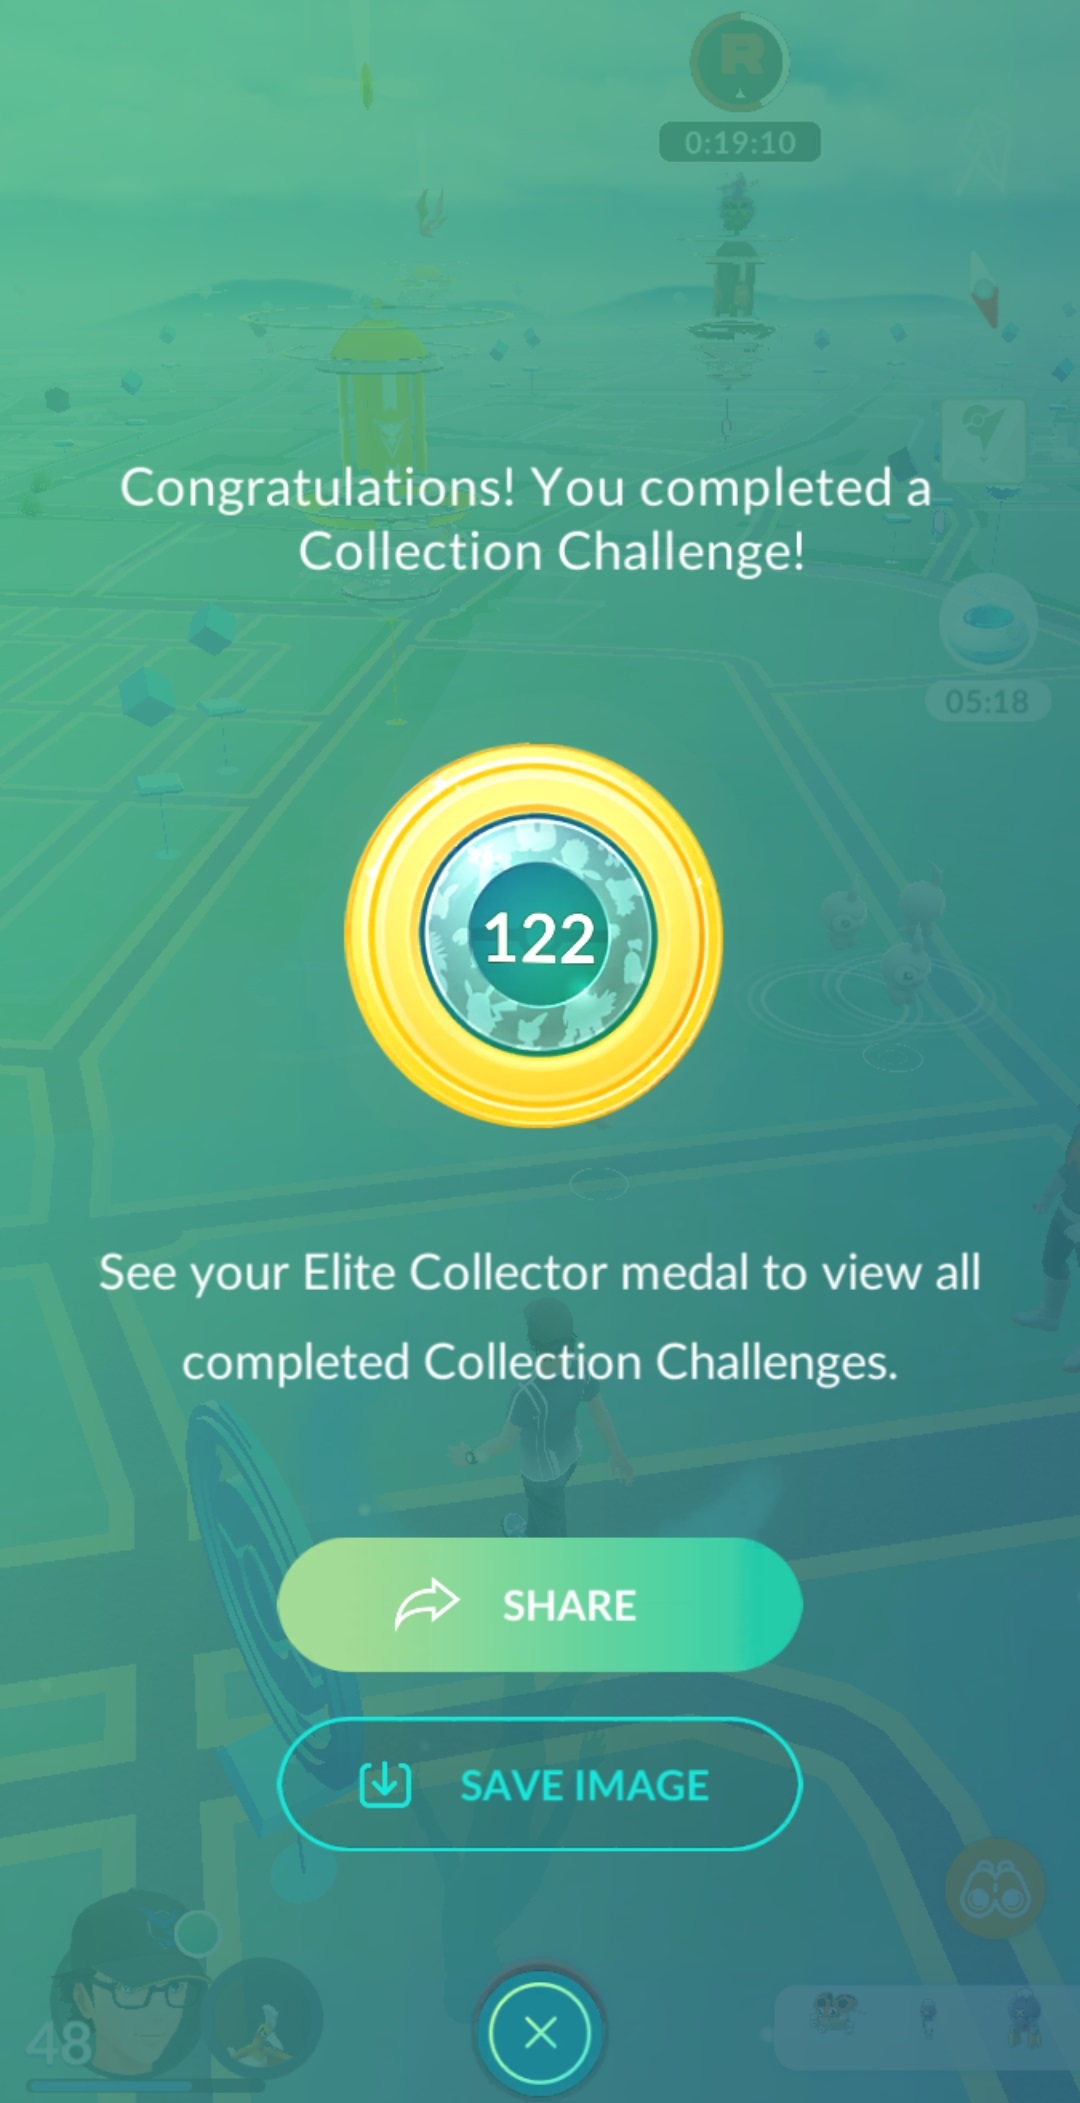 R
0:19:10
Congratulations! You completed a
Collection Challenge!
05:18
122
See your Elite Collector medal to view all
completed Collection Challenges.
SHARE
SAVE IMAGE
48